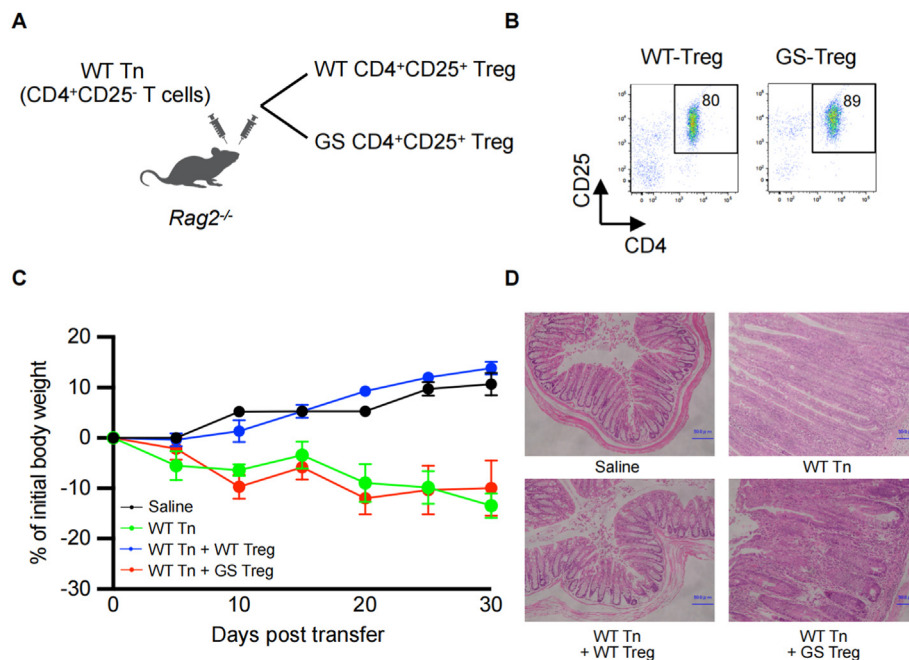 A
WT Tn
(CD4⁺CD25⁻ T cells)
WT CD4⁺CD25⁺ Treg
GS CD4⁺CD25⁺ Treg
Rag2⁻/⁻
B
WT-Treg
GS-Treg
80
89
CD25
CD4
C
% of initial body weight
20
10
0
-10
-20
-30
Saline
WT Tn
WT Tn + WT Treg
WT Tn + GS Treg
0
10
20
30
Days post transfer
D
Saline
WT Tn
WT Tn
+ WT Treg
WT Tn
+ GS Treg